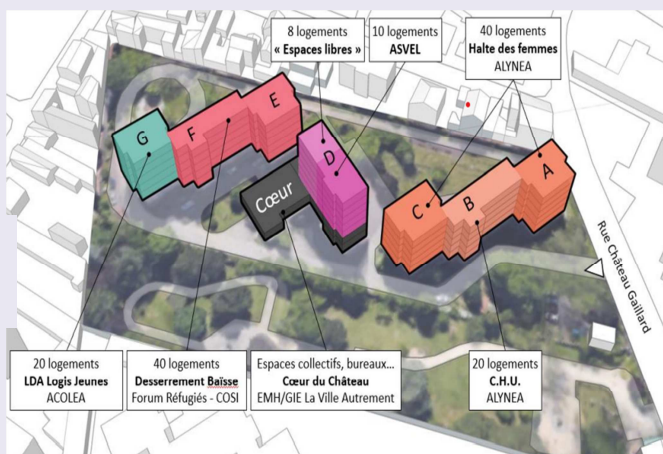 8 logements
« Espaces libres »
10 logements
ASVEL
40 logements
Halte des femmes
ALYNEA
G
F
E
D
Cœur
C
B
A
Rue Château Gaillard
20 logements
LDA Logis Jeunes
ACOLEA
40 logements
Desserrement Baïsse
Forum Réfugiés - COSI
Espaces collectifs, bureaux...
Cœur du Château
EMH/GIE La Ville Autrement
20 logements
C.H.U.
ALYNEA